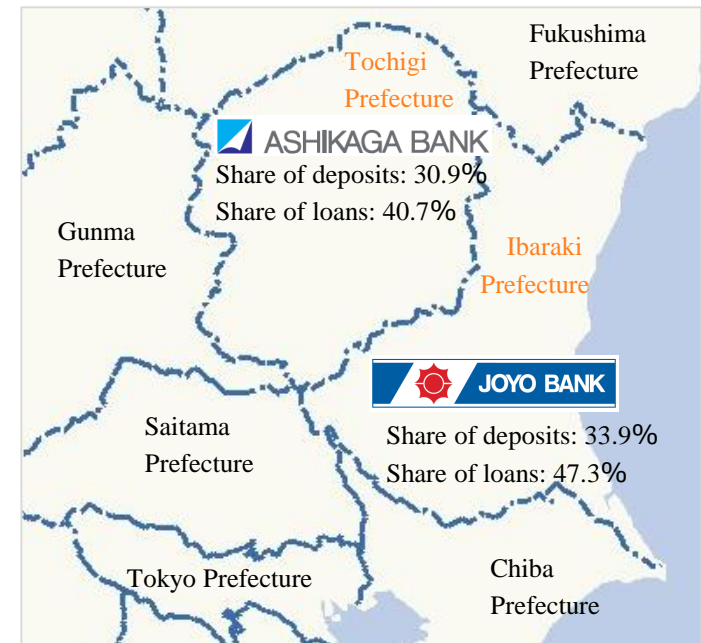 Fukushima
Prefecture
Tochigi
Prefecture
ASHIKAGA BANK
Share of deposits: 30.9%
Share of loans: 40.7%
Gunma
Prefecture
Ibaraki
Prefecture
JOYO BANK
Share of deposits: 33.9%
Share of loans: 47.3%
Saitama
Prefecture
Tokyo Prefecture
Chiba
Prefecture